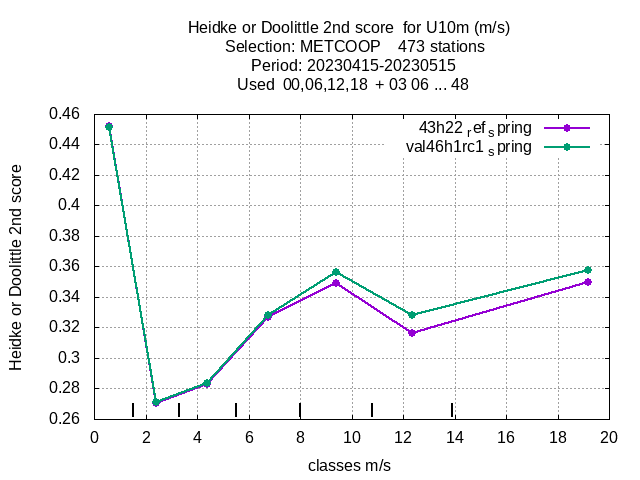 Heidke or Doolittle 2nd score  for U10m (m/s)
Selection: METCOOP    473 stations
Period: 20230415-20230515
Used  00,06,12,18  + 03 06 ... 48
43h22 ref spring
val46h1rc1 spring
Heidke or Doolittle 2nd score
0.46
0.44
0.42
0.4
0.38
0.36
0.34
0.32
0.3
0.28
0.26
0 2 4 6 8 10 12 14 16 18 20
classes m/s